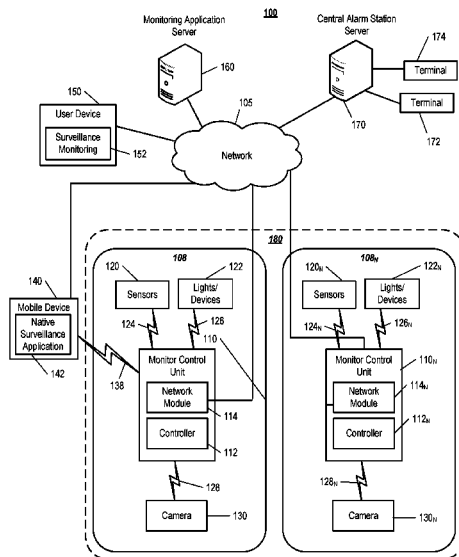 100
Monitoring Application
Server
Central Alarm Station
Server
160
174
Terminal
170
Terminal
172
150
User Device
Surveillance
Monitoring
152
105
Network
180
108
108N
140
Mobile Device
Native
Surveillance
Application
142
138
120
122
Sensors
Lights/
Devices
124
126
110
Monitor Control
Unit
Network
Module
114
Controller
112
128
Camera
130
120N
122N
Sensors
Lights/
Devices
124N
126N
Monitor Control
Unit
110N
Network
Module
114N
Controller
112N
128N
Camera
130N